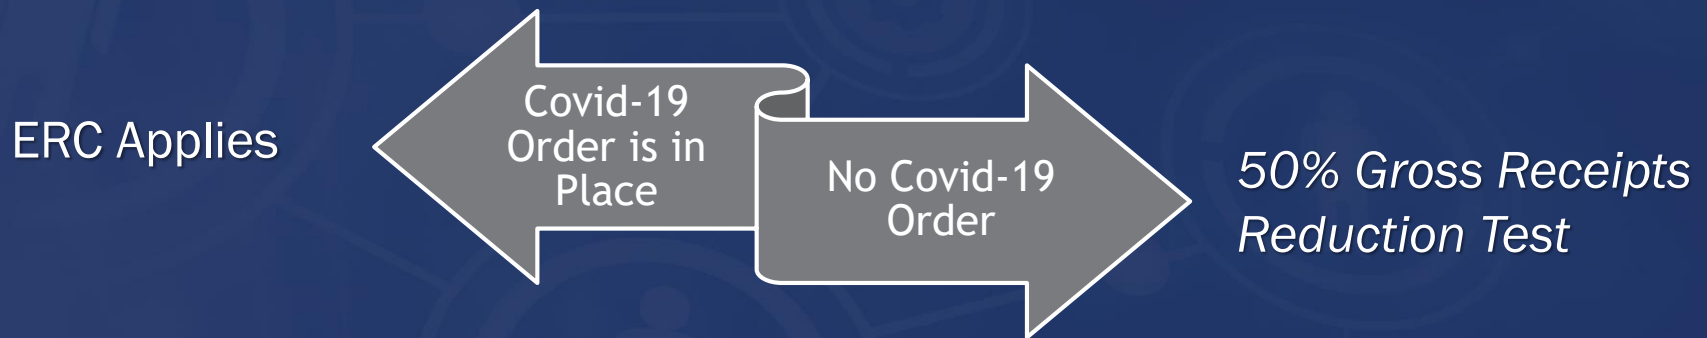 ERC Applies
Covid-19
Order is in
Place
No Covid-19
Order
50% Gross Receipts
Reduction Test